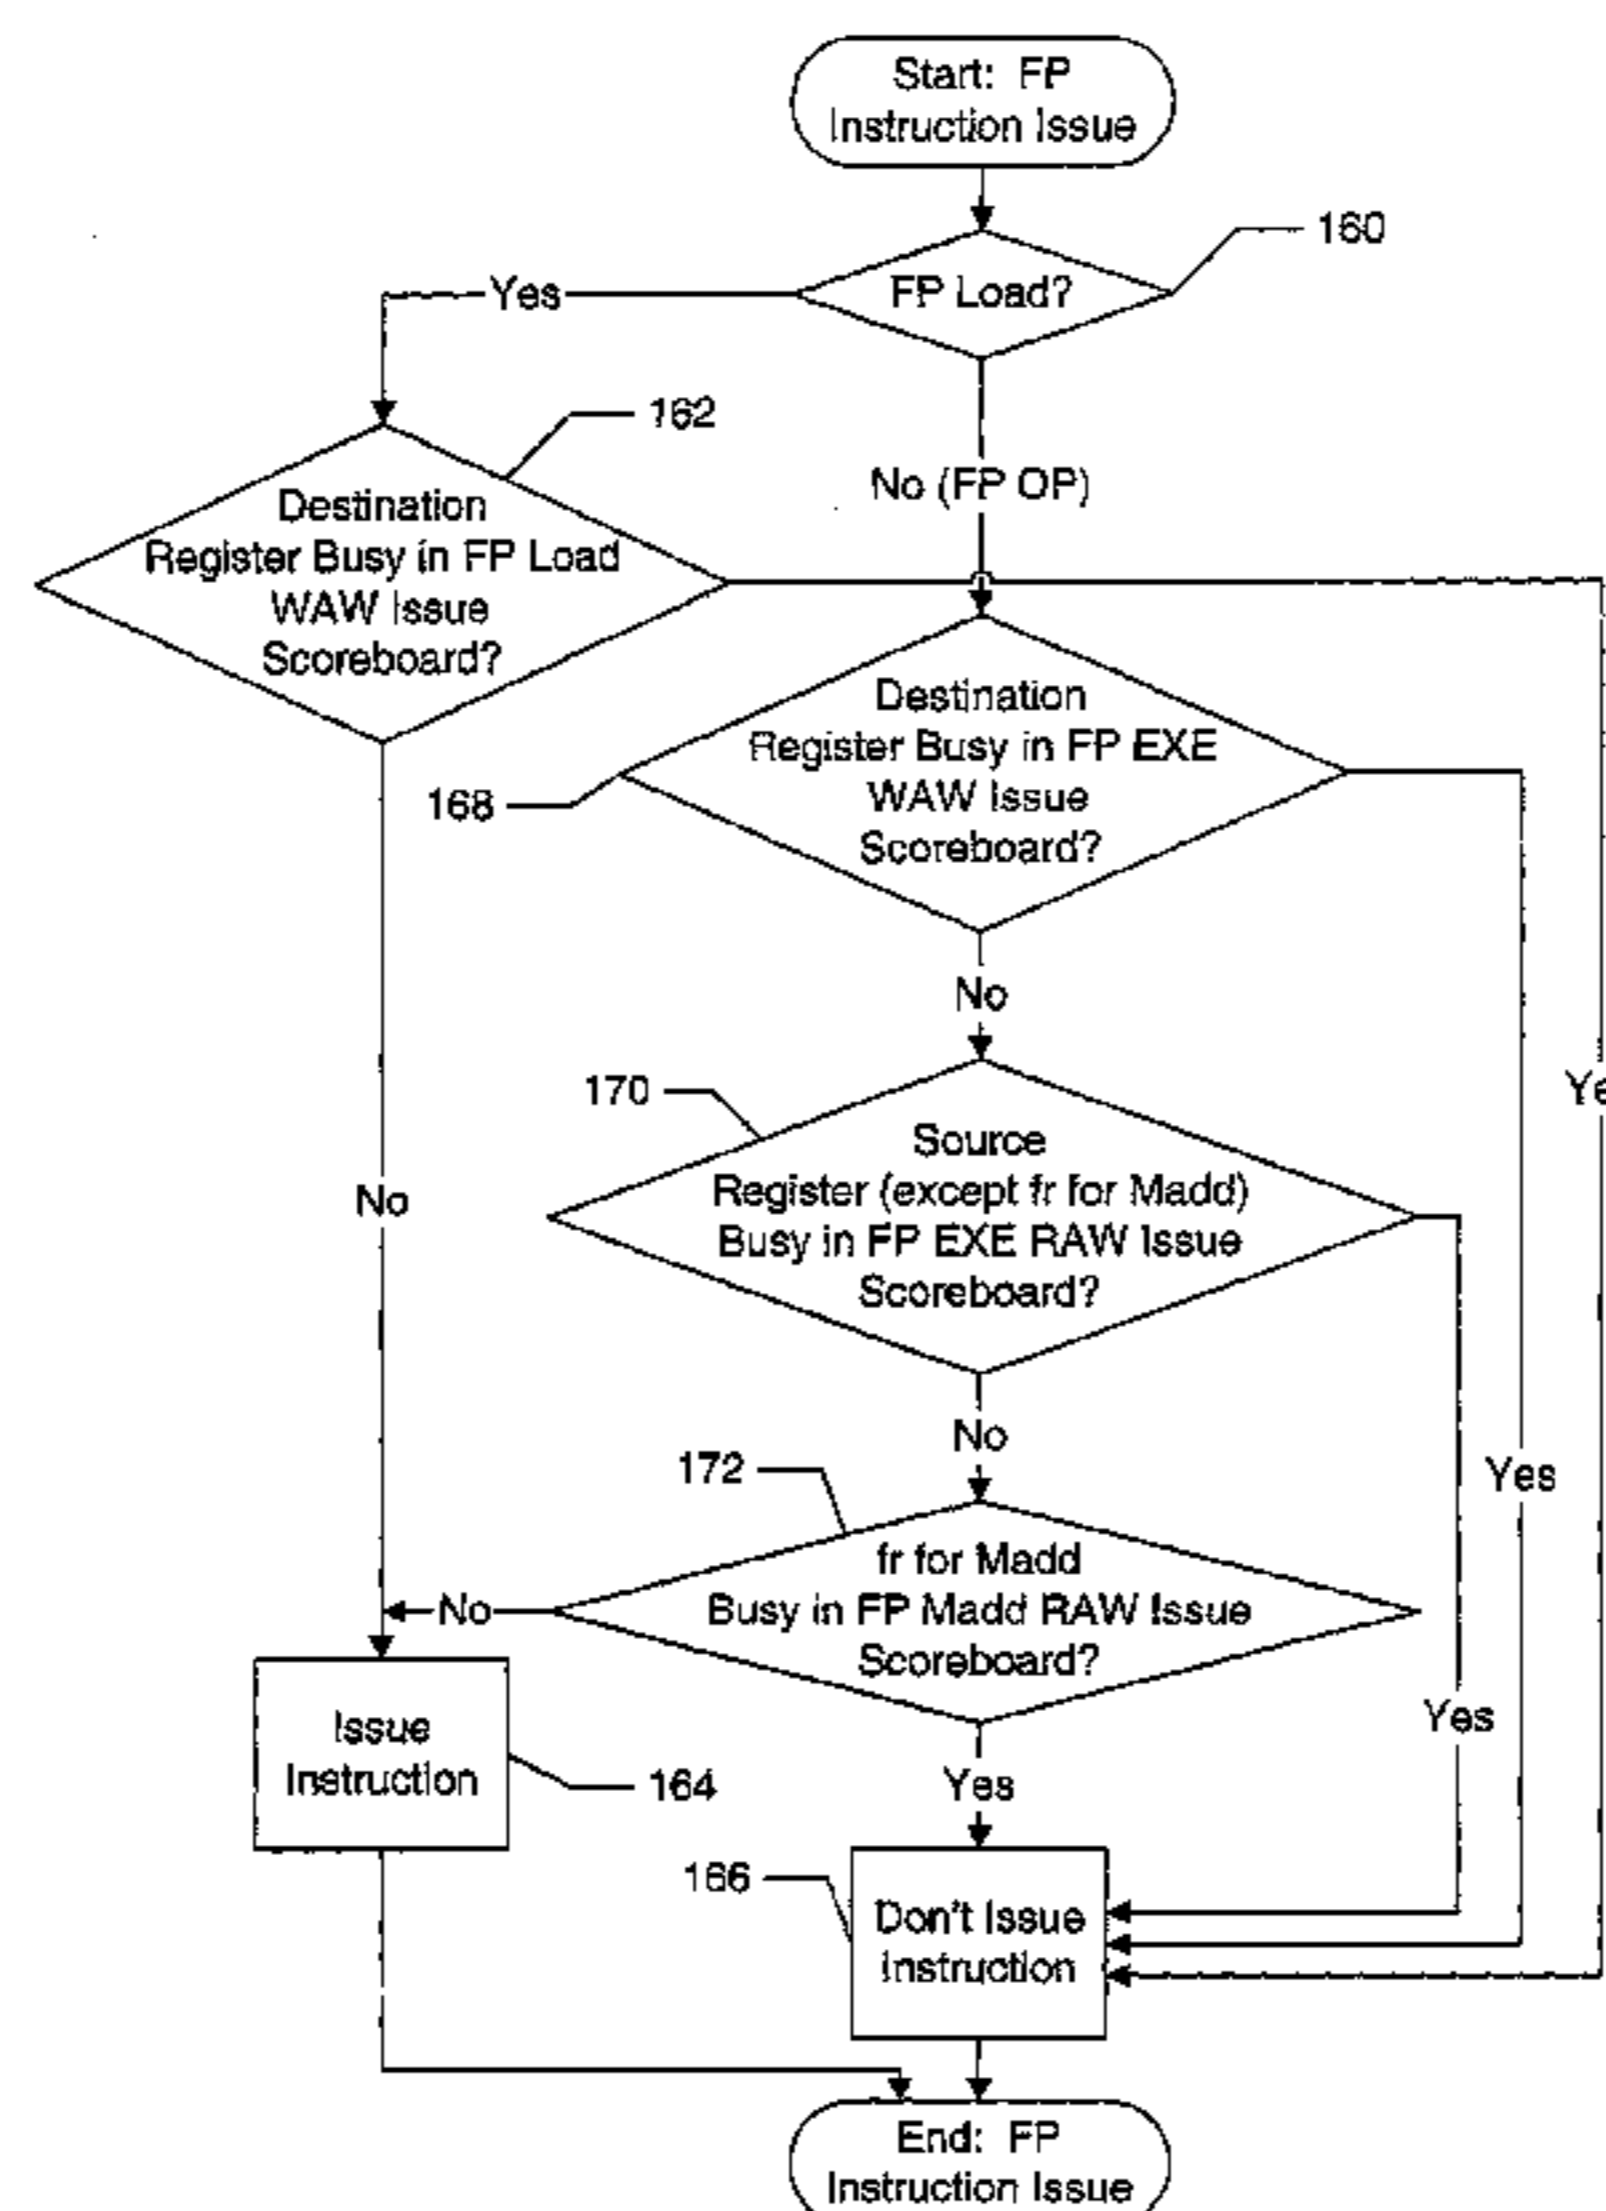 Start: FP
Instruction Issue
160
FP Load?
Yes
162
No (FP OP)
Destination
Register Busy in FP Load
WAW Issue
Scoreboard?
Destination
Register Busy in FP EXE
WAW Issue
Scoreboard?
168
No
170
Ye
Source
Register (except fr for Madd)
Busy in FP EXE RAW Issue
Scoreboard?
No
No
172
Yes
fr for Madd
Busy in FP Madd RAW Issue
Scoreboard?
No
Yes
Issue
Instruction
164
Yes
166
Don't Issue
Instruction
End: FP
Instruction Issue